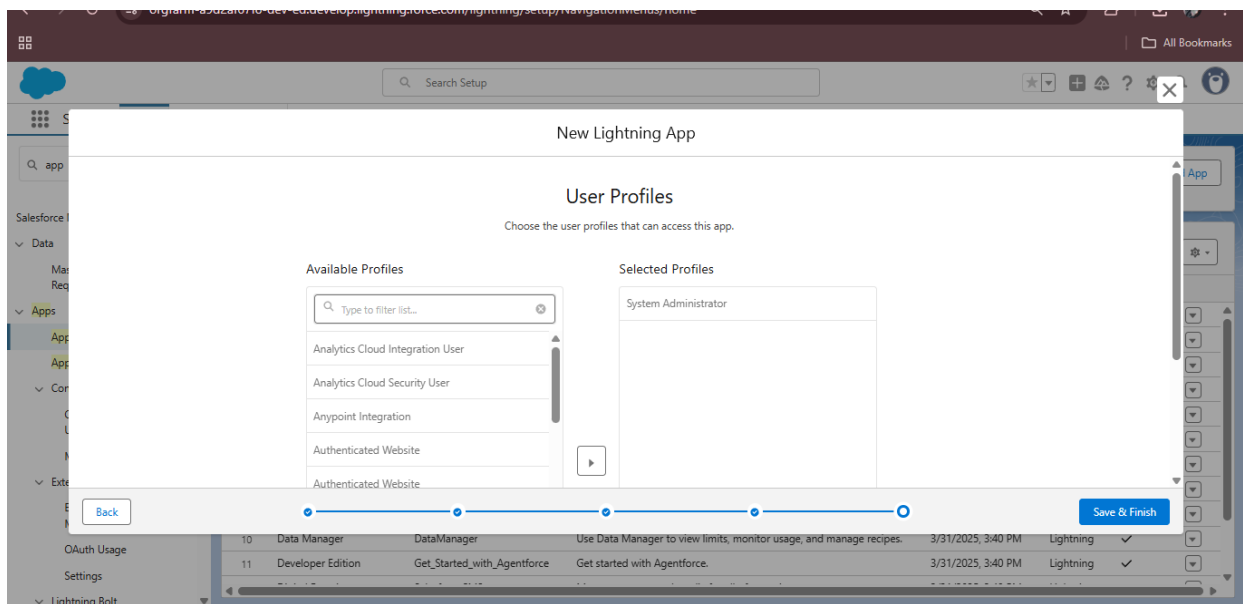 All Bookmarks
Search Setup
New Lightning App
app
App
User Profiles
Choose the user profiles that can access this app.
Salesforce
Data
Apps
Available Profiles
Selected Profiles
Type to filter list...
System Administrator
Analytics Cloud Integration User
Analytics Cloud Security User
Anypoint Integration
Authenticated Website
Authenticated Website
Back
Save & Finish
10 Data Manager DataManager Use Data Manager to view limits, monitor usage, and manage recipes. 3/31/2025, 3:40 PM Lightning
OAuth Usage
11 Developer Edition Get_Started_with_Agentforce Get started with Agentforce. 3/31/2025, 3:40 PM Lightning
Settings
Lightning Bolt